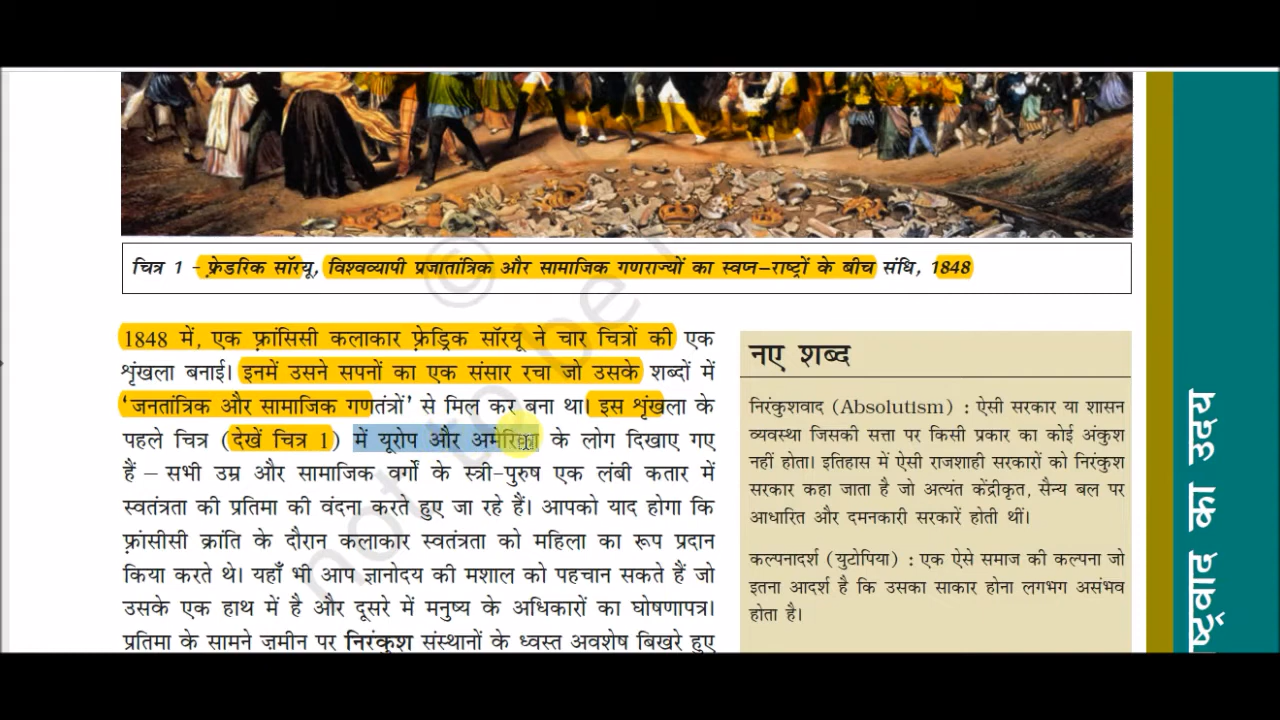 चित्र 1 – फ़्रेडरिक सॉरयू, विश्वव्यापी प्रजातांत्रिक और सामाजिक गणराज्यों का स्वप्न–राष्ट्रों के बीच संधि, 1848
1848 में, एक फ़्रांसिसी कलाकार फ़्रेड्रिक सॉरयू ने चार चित्रों की एक
शृंखला बनाई। इनमें उसने सपनों का एक संसार रचा जो उसके शब्दों में
'जनतांत्रिक और सामाजिक गणतंत्रों' से मिल कर बना था। इस शृंखला के
पहले चित्र (देखें चित्र 1) में यूरोप और अमेरिका के लोग दिखाए गए
हैं – सभी उम्र और सामाजिक वर्गों के स्त्री-पुरुष एक लंबी कतार में
स्वतंत्रता की प्रतिमा की वंदना करते हुए जा रहे हैं। आपको याद होगा कि
फ़्रांसीसी क्रांति के दौरान कलाकार स्वतंत्रता को महिला का रूप प्रदान
किया करते थे। यहाँ भी आप ज्ञानोदय की मशाल को पहचान सकते हैं जो
उसके एक हाथ में है और दूसरे में मनुष्य के अधिकारों का घोषणापत्र।
प्रतिमा के सामने ज़मीन पर निरंकुश संस्थानों के ध्वस्त अवशेष बिखरे हुए
नए शब्द
निरंकुशवाद (Absolutism) : ऐसी सरकार या शासन
व्यवस्था जिसकी सत्ता पर किसी प्रकार का कोई अंकुश
नहीं होता। इतिहास में ऐसी राजशाही सरकारों को निरंकुश
सरकार कहा जाता है जो अत्यंत केंद्रीकृत, सैन्य बल पर
आधारित और दमनकारी सरकारें होती थीं।
कल्पनादर्श (युटोपिया) : एक ऐसे समाज की कल्पना जो
इतना आदर्श है कि उसका साकार होना लगभग असंभव
होता है।
ष्ट्रवाद का उदय
© not to be